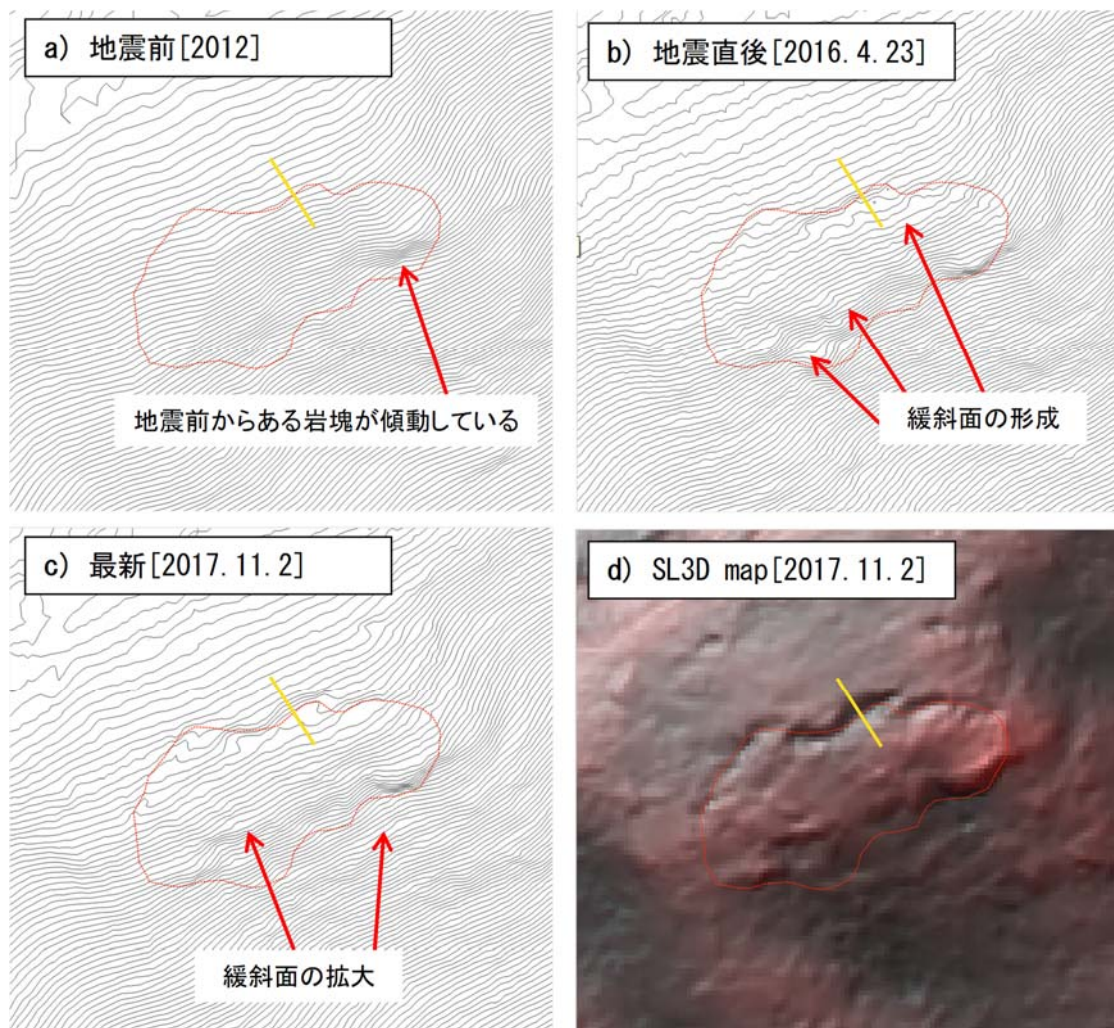 a) 地震前[2012]
地震前からある岩塊が傾動している
b) 地震直後[2016.4.23]
緩斜面の形成
c) 最新[2017.11.2]
緩斜面の拡大
d) SL3D map[2017.11.2]